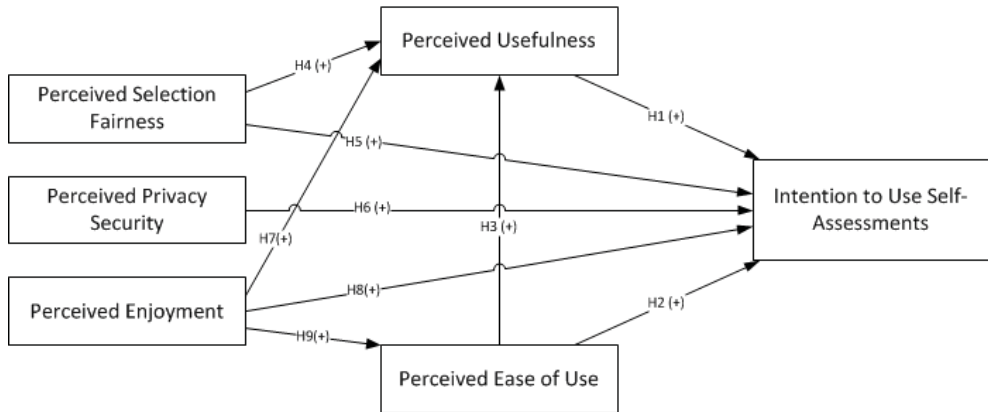 Perceived Usefulness
H4 (+)
Perceived Selection
Fairness
H1 (+)
H5 (+)
Perceived Privacy
Security
H6 (+)
Intention to Use Self-
Assessments
H3 (+)
H7(+)
Perceived Enjoyment
H8(+)
H2 (+)
H9(+)
Perceived Ease of Use